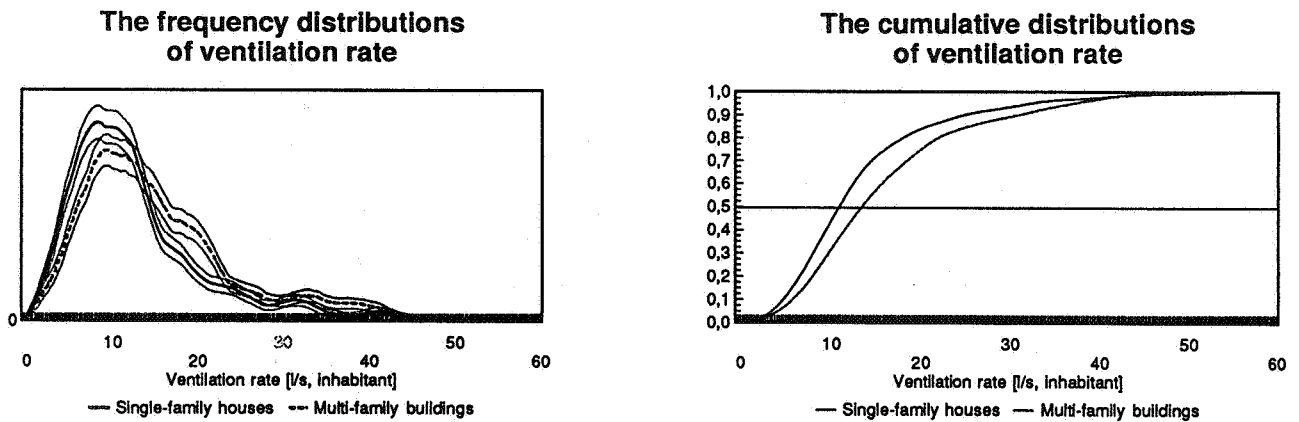 The frequency distributions
of ventilation rate
0
0 10 20 30 40 50 60
Ventilation rate [l/s, inhabitant]
Single-family houses Multi-family buildings
The cumulative distributions
of ventilation rate
1,0
0,9
0,8
0,7
0,6
0,5
0,4
0,3
0,2
0,1
0,0
0 10 20 30 40 50 60
Ventilation rate [l/s, inhabitant]
Single-family houses Multi-family buildings